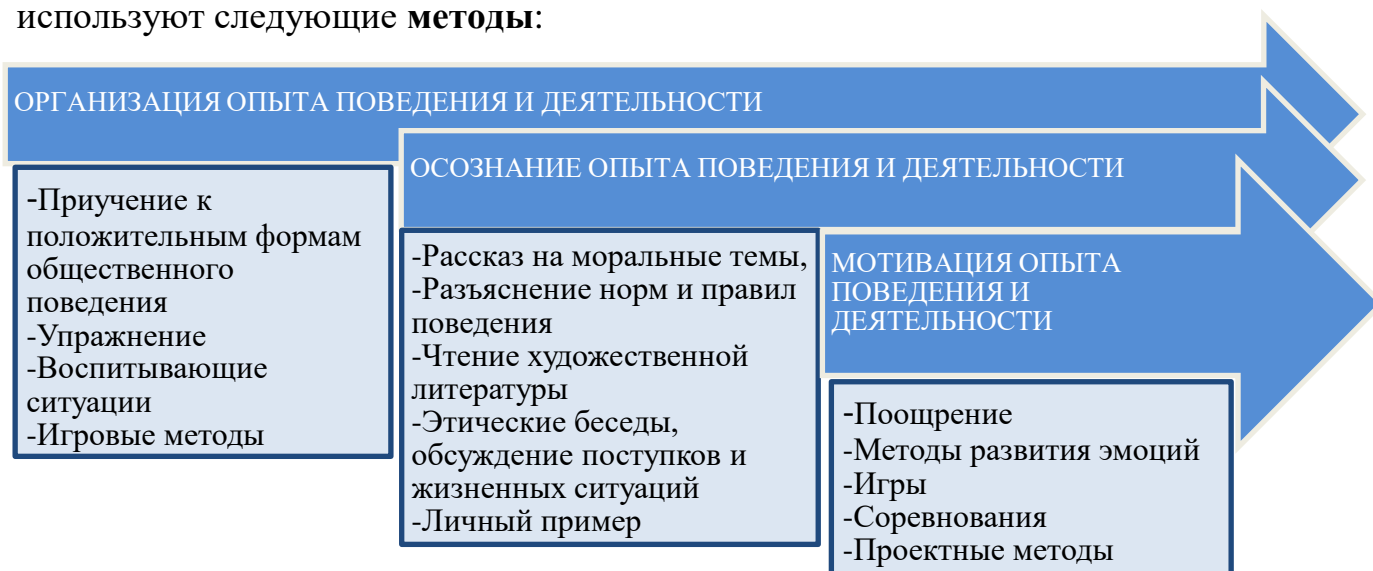 используют следующие методы:
ОРГАНИЗАЦИЯ ОПЫТА ПОВЕДЕНИЯ И ДЕЯТЕЛЬНОСТИ
-Приучение к
положительным формам
общественного
поведения
-Упражнение
-Воспитывающие
ситуации
-Игровые методы
ОСОЗНАНИЕ ОПЫТА ПОВЕДЕНИЯ И ДЕЯТЕЛЬНОСТИ
-Рассказ на моральные темы,
-Разъяснение норм и правил
поведения
-Чтение художественной
литературы
-Этические беседы,
обсуждение поступков и
жизненных ситуаций
-Личный пример
МОТИВАЦИЯ ОПЫТА
ПОВЕДЕНИЯ И
ДЕЯТЕЛЬНОСТИ
-Поощрение
-Методы развития эмоций
-Игры
-Соревнования
-Проектные методы